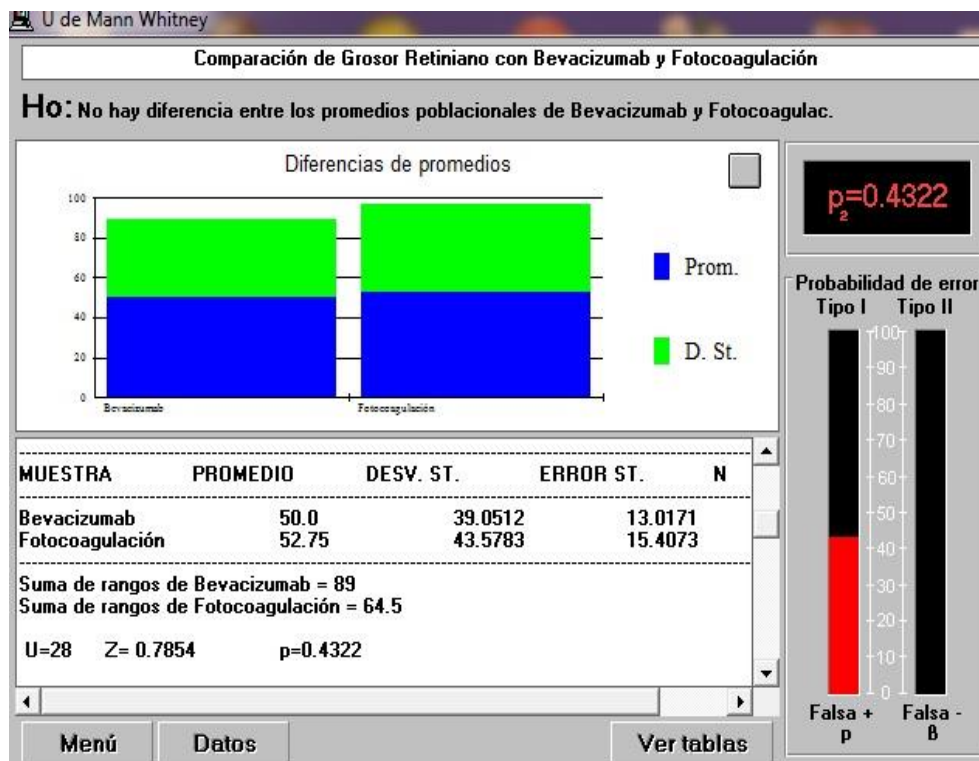 U de Mann Whitney
Comparación de Grosor Retiniano con Bevacizumab y Fotocoagulación
Ho: No hay diferencia entre los promedios poblacionales de Bevacizumab y Fotocoagulac.
Diferencias de promedios
100
80
60
40
20
0
Bevacizumab
Fotocoagulación
Prom.
D. St.
p2=0.4322
Probabilidad de error
Tipo I Tipo II
100
90
80
70
60
50
40
30
20
10
0
Falsa + Falsa -
p ß
MUESTRA PROMEDIO DESV. ST. ERROR ST. N
Bevacizumab 50.0 39.0512 13.0171
Fotocoagulación 52.75 43.5783 15.4073
Suma de rangos de Bevacizumab = 89
Suma de rangos de Fotocoagulación = 64.5
U=28 Z= 0.7854 p=0.4322
Menú Datos Ver tablas